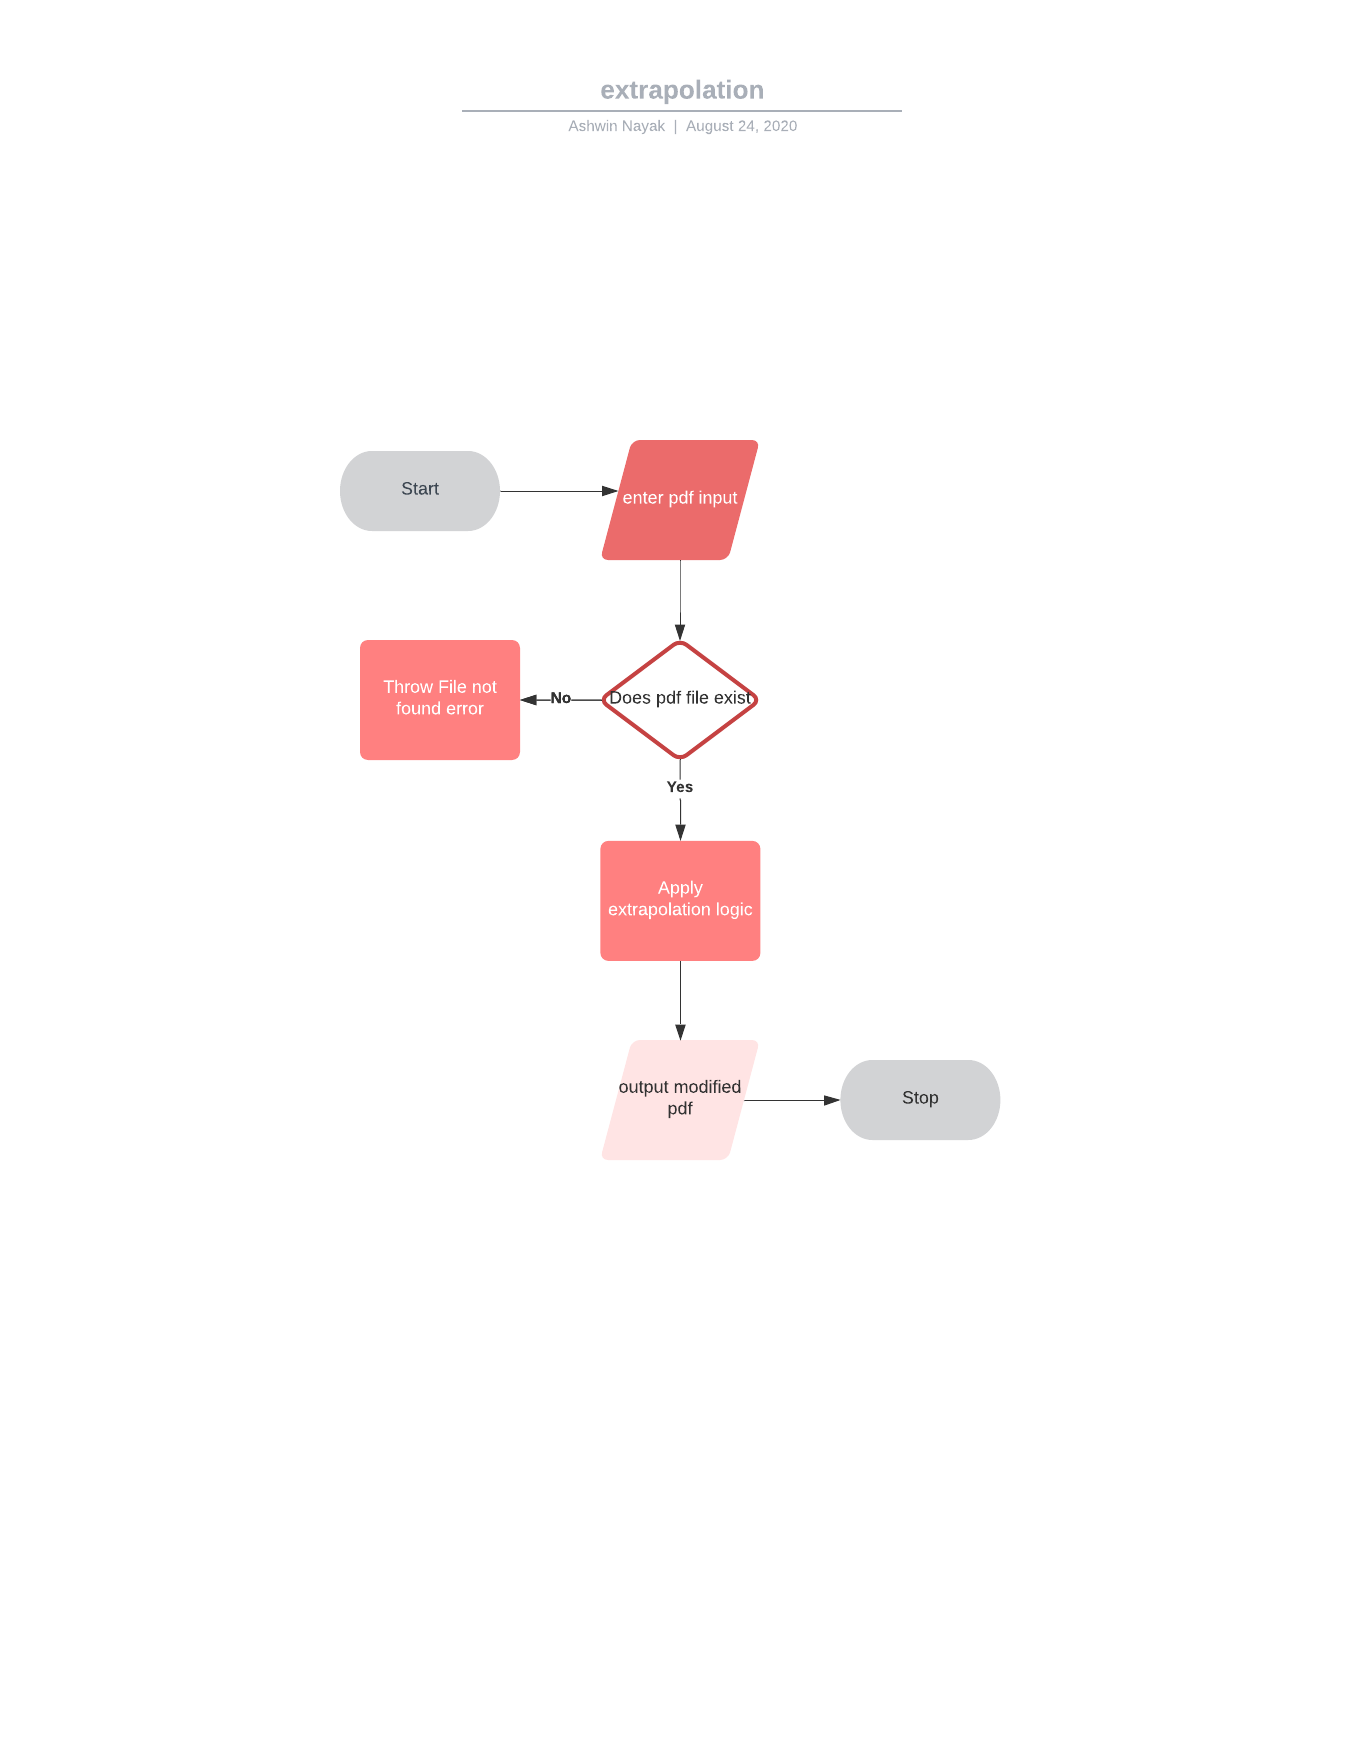 extrapolation
Ashwin Nayak | August 24, 2020
Start
enter pdf input
Throw File not
found error
No
Does pdf file exist
Yes
Apply
extrapolation logic
output modified
pdf
Stop